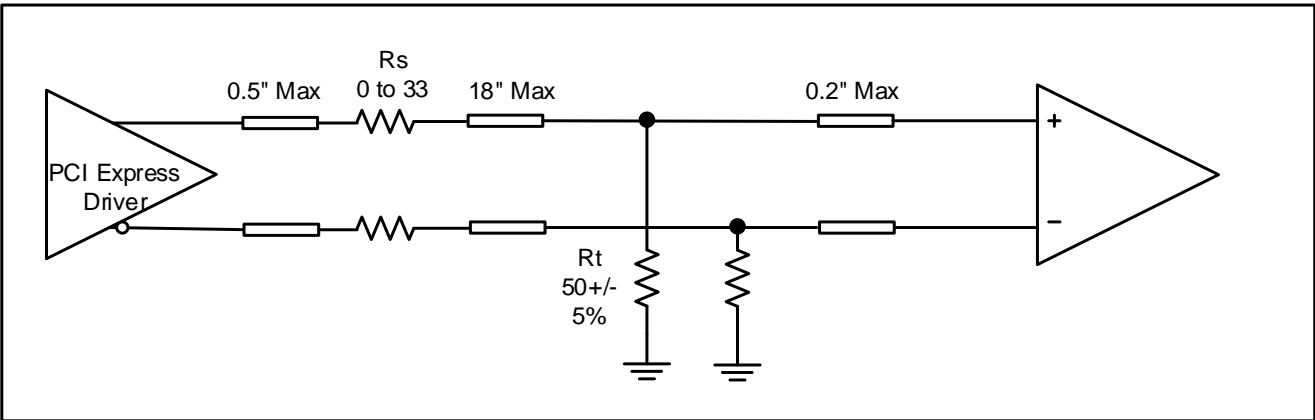 Rs
0.5" Max
0 to 33
18" Max
0.2" Max
PCI Express
Driver
+
−
Rt
50+/-
5%